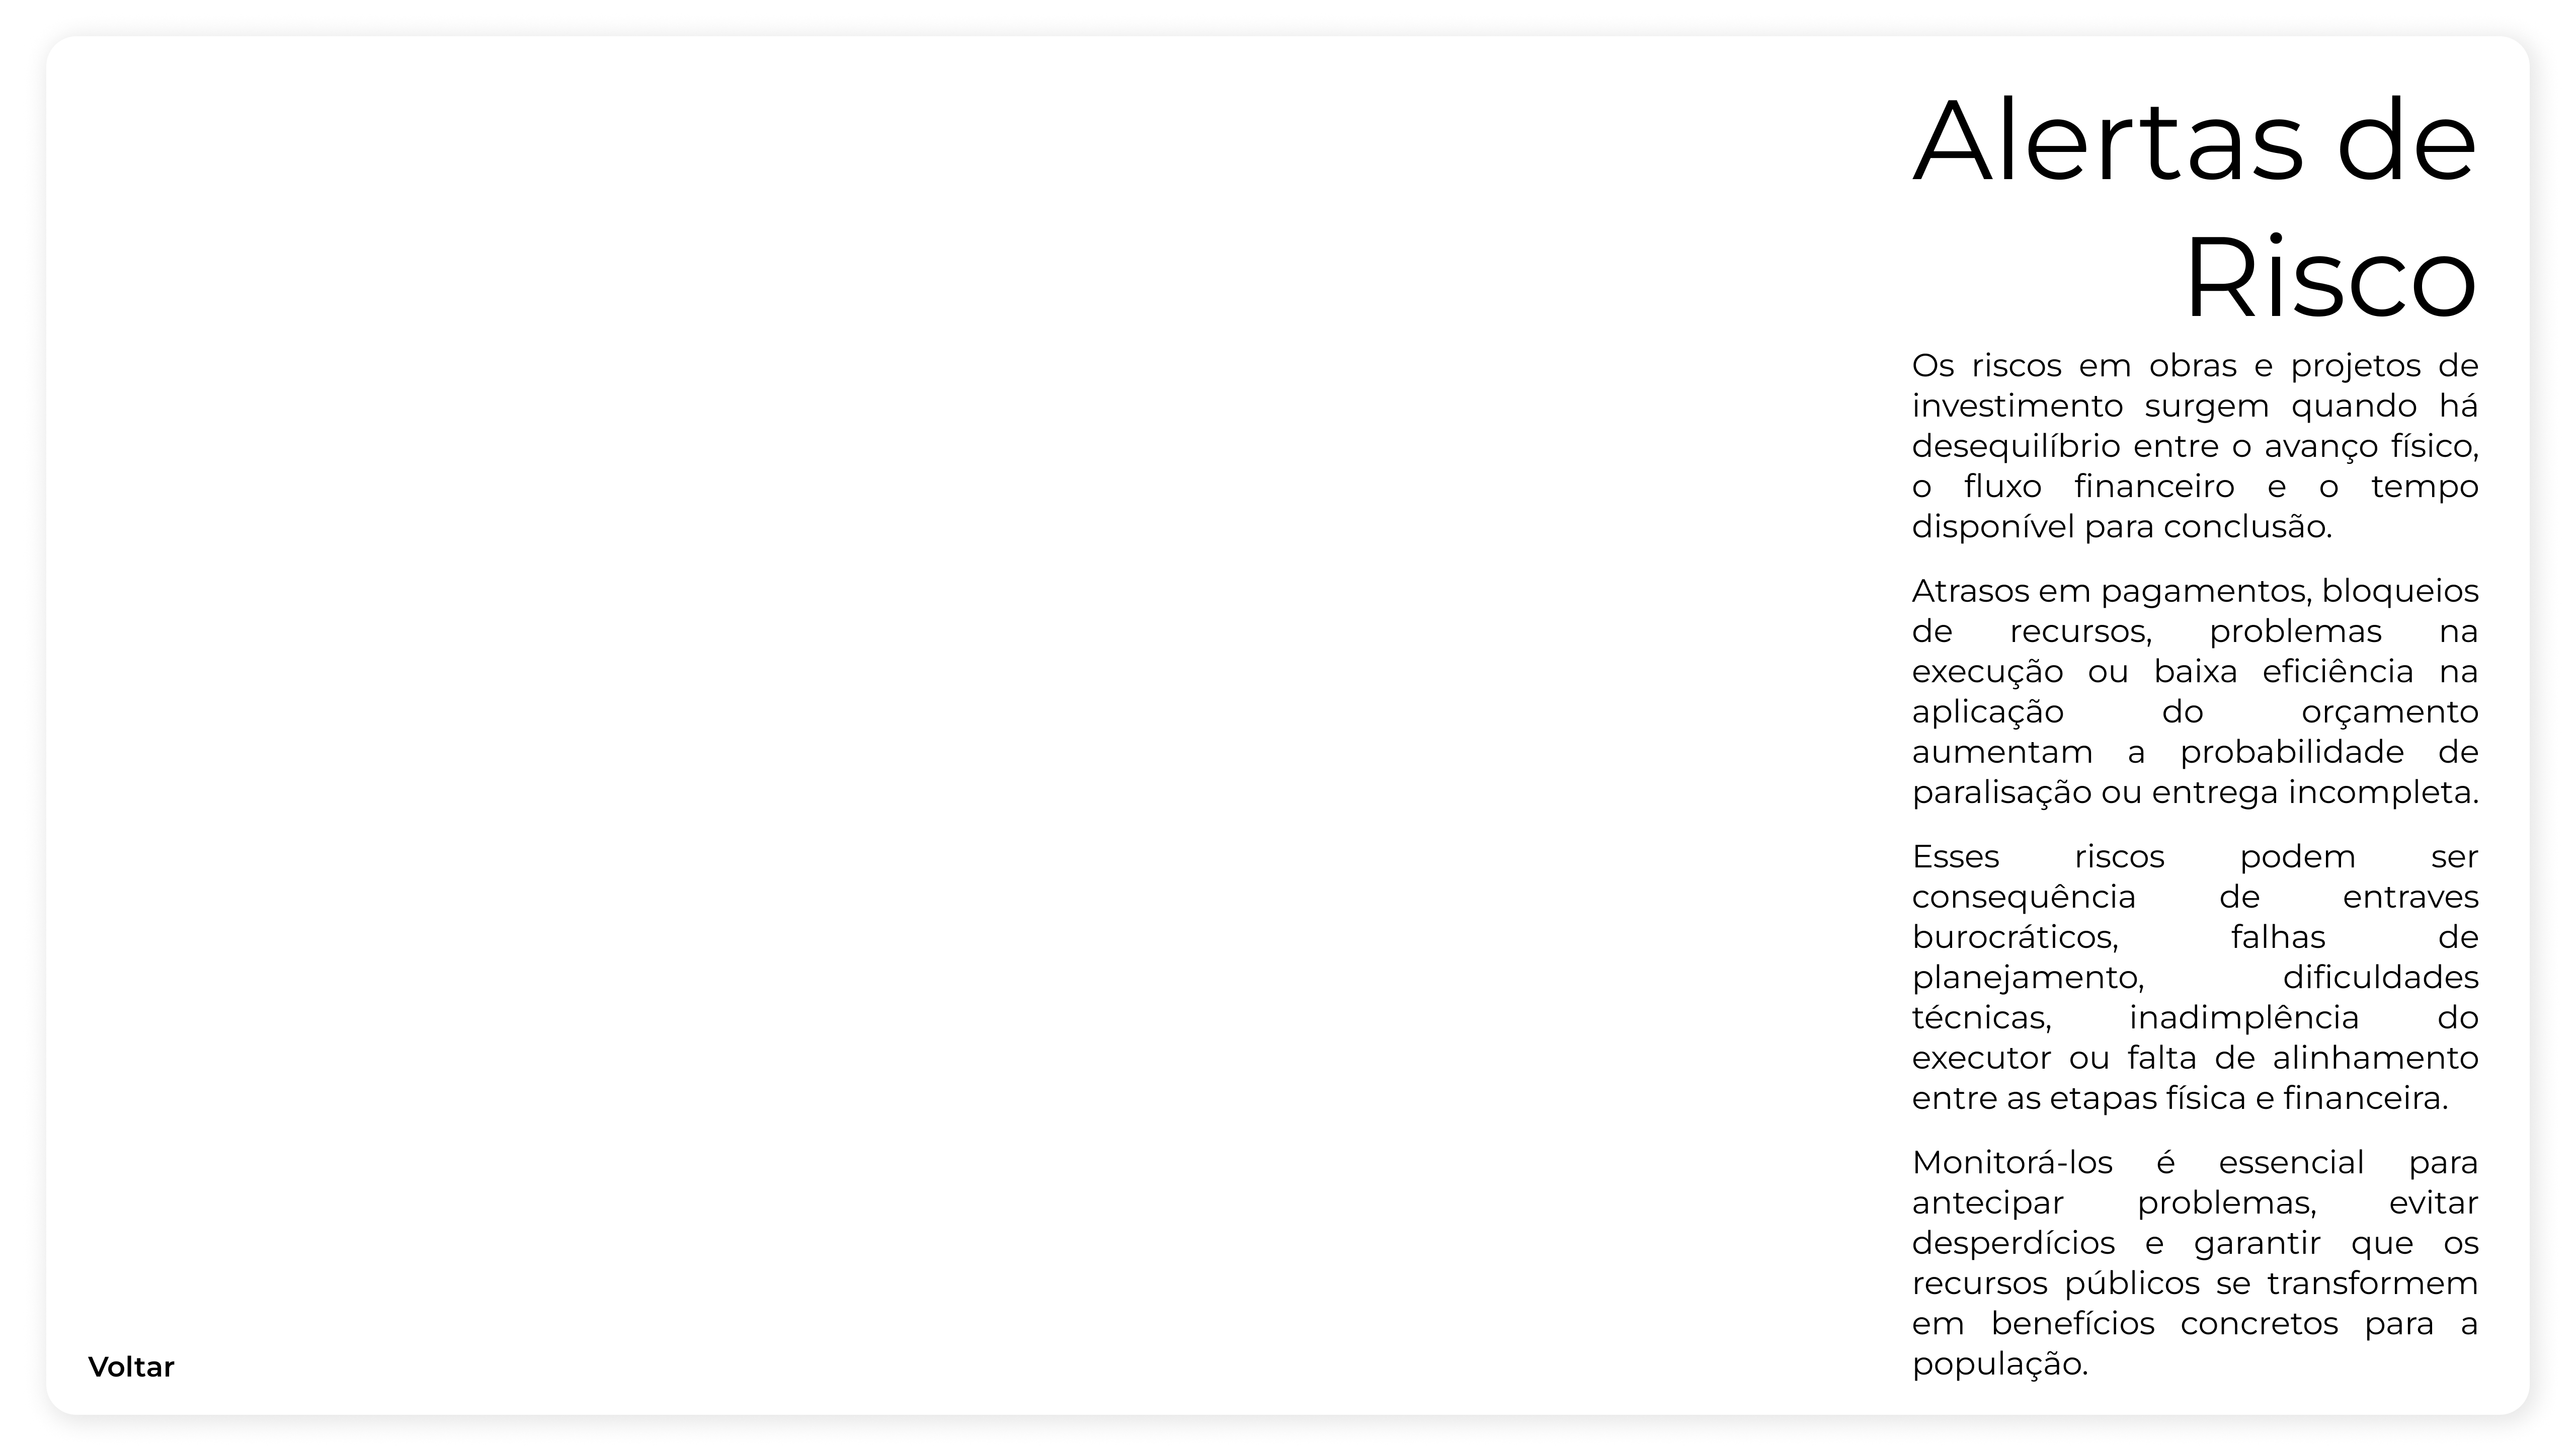 Alertas de
Risco
Os riscos em obras e projetos de
investimento surgem quando há
desequilíbrio entre o avanço físico,
o fluxo financeiro e o tempo
disponível para conclusão.
Atrasos em pagamentos, bloqueios
de recursos, problemas na
execução ou baixa eficiência na
aplicação do orçamento
aumentam a probabilidade de
paralisação ou entrega incompleta.
Esses riscos podem ser
consequência de entraves
burocráticos, falhas de
planejamento, dificuldades
técnicas, inadimplência do
executor ou falta de alinhamento
entre as etapas física e financeira.
Monitorá-los é essencial para
antecipar problemas, evitar
desperdícios e garantir que os
recursos públicos se transformem
em benefícios concretos para a
população.
Voltar